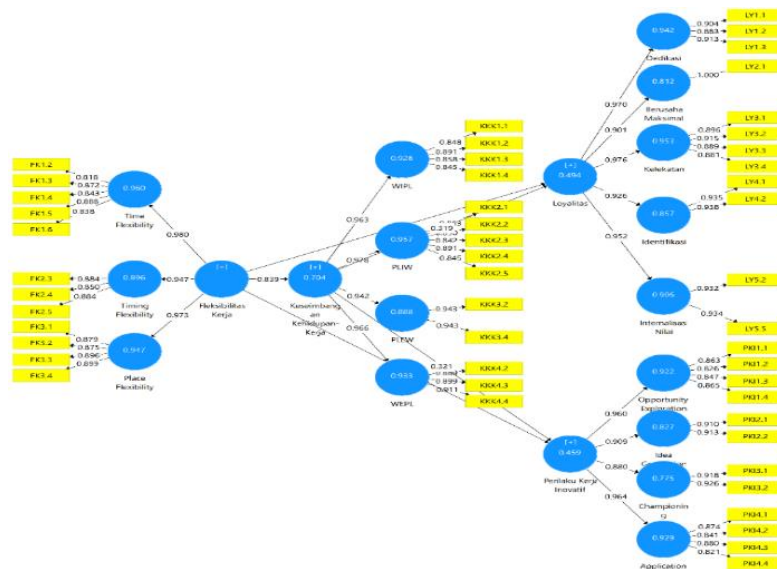 FK1.2
FK1.3
FK1.4
FK1.5
FK1.6
0.818
0.872
0.843
0.888
0.838
0.960
Time
Flexibility
0.980
FK2.3
FK2.4
FK2.5
0.884
0.850
0.884
0.896
Timing
Flexibility
0.947
FK3.1
FK3.2
FK3.3
FK3.4
0.879
0.875
0.896
0.899
0.947
Place
Flexibility
0.973
[+]
Fleksibilitas
Kerja
0.839
[+]
0.704
Keseimbang
an
Kehidupan-
Kerja
0.963
0.928
WIPL
0.848
0.891
0.858
0.845
KKK1.1
KKK1.2
KKK1.3
KKK1.4
0.978
0.957
PLIW
0.319
0.842
0.891
0.845
KKK2.1
KKK2.2
KKK2.3
KKK2.4
KKK2.5
0.942
0.888
PLEW
0.943
0.943
KKK3.2
KKK3.4
0.966
0.933
WEPL
0.321
0.899
0.911
KKK4.2
KKK4.3
KKK4.4
[+]
0.494
Loyalitas
0.970
0.942
Dedikasi
0.904
0.883
0.913
LY1.1
LY1.2
LY1.3
0.901
0.812
Berusaha
Maksimal
1.000
LY2.1
0.976
0.953
Kelekatan
0.896
0.915
0.889
0.881
LY3.1
LY3.2
LY3.3
LY3.4
0.926
0.857
Identifikasi
0.935
0.938
LY4.1
LY4.2
0.952
Internalisasi
Nilai
0.932
0.934
LY5.2
LY5.5
[+]
0.459
Perilaku Kerja
Inovatif
0.960
0.922
Opportunity
Exploration
0.863
0.826
0.847
0.865
PKI1.1
PKI1.2
PKI1.3
PKI1.4
0.909
0.827
Idea
0.910
0.913
PKI2.1
PKI2.2
0.880
0.775
Championin
g
0.918
0.926
PKI3.1
PKI3.2
0.964
0.929
Application
0.874
0.841
0.880
0.821
PKI4.1
PKI4.2
PKI4.3
PKI4.4